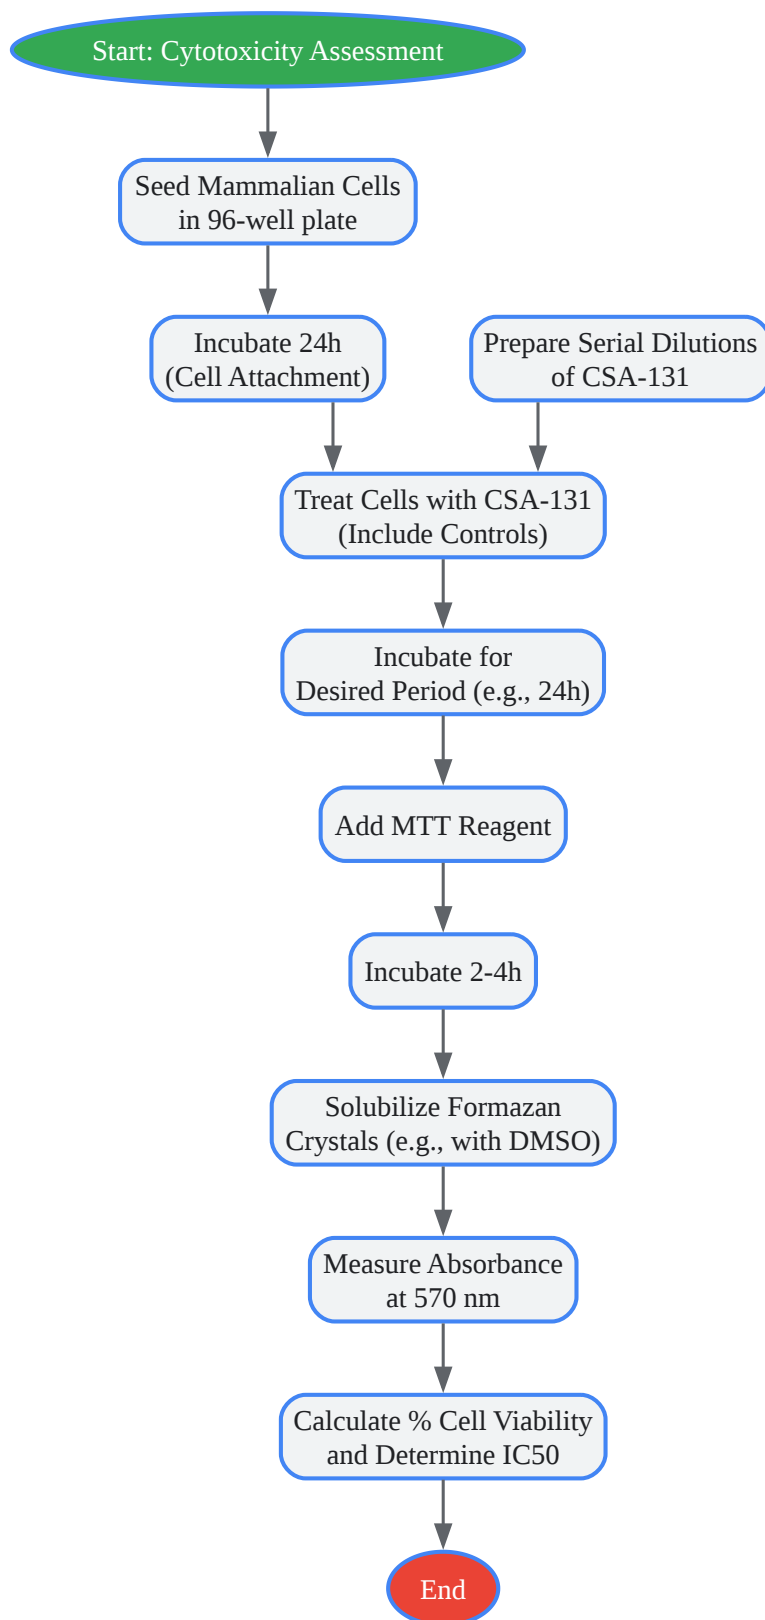 Start: Cytotoxicity Assessment
Seed Mammalian Cells
in 96-well plate
Incubate 24h
(Cell Attachment)
Prepare Serial Dilutions
of CSA-131
Treat Cells with CSA-131
(Include Controls)
Incubate for
Desired Period (e.g., 24h)
Add MTT Reagent
Incubate 2-4h
Solubilize Formazan
Crystals (e.g., with DMSO)
Measure Absorbance
at 570 nm
Calculate % Cell Viability
and Determine IC50
End